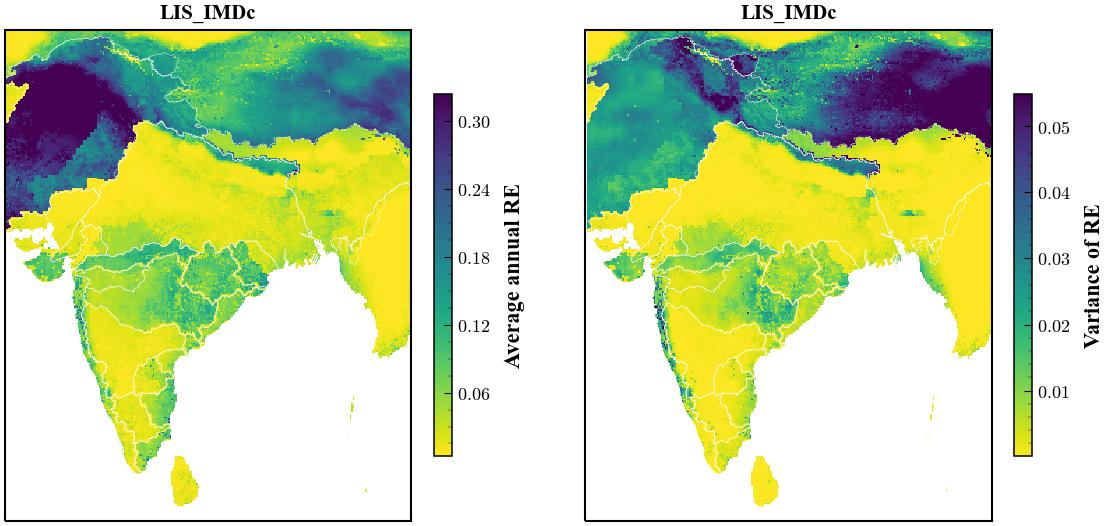 LIS_IMDc
0.30
0.24
0.18
0.12
0.06
Average annual RE
LIS_IMDc
0.05
0.04
0.03
0.02
0.01
Variance of RE